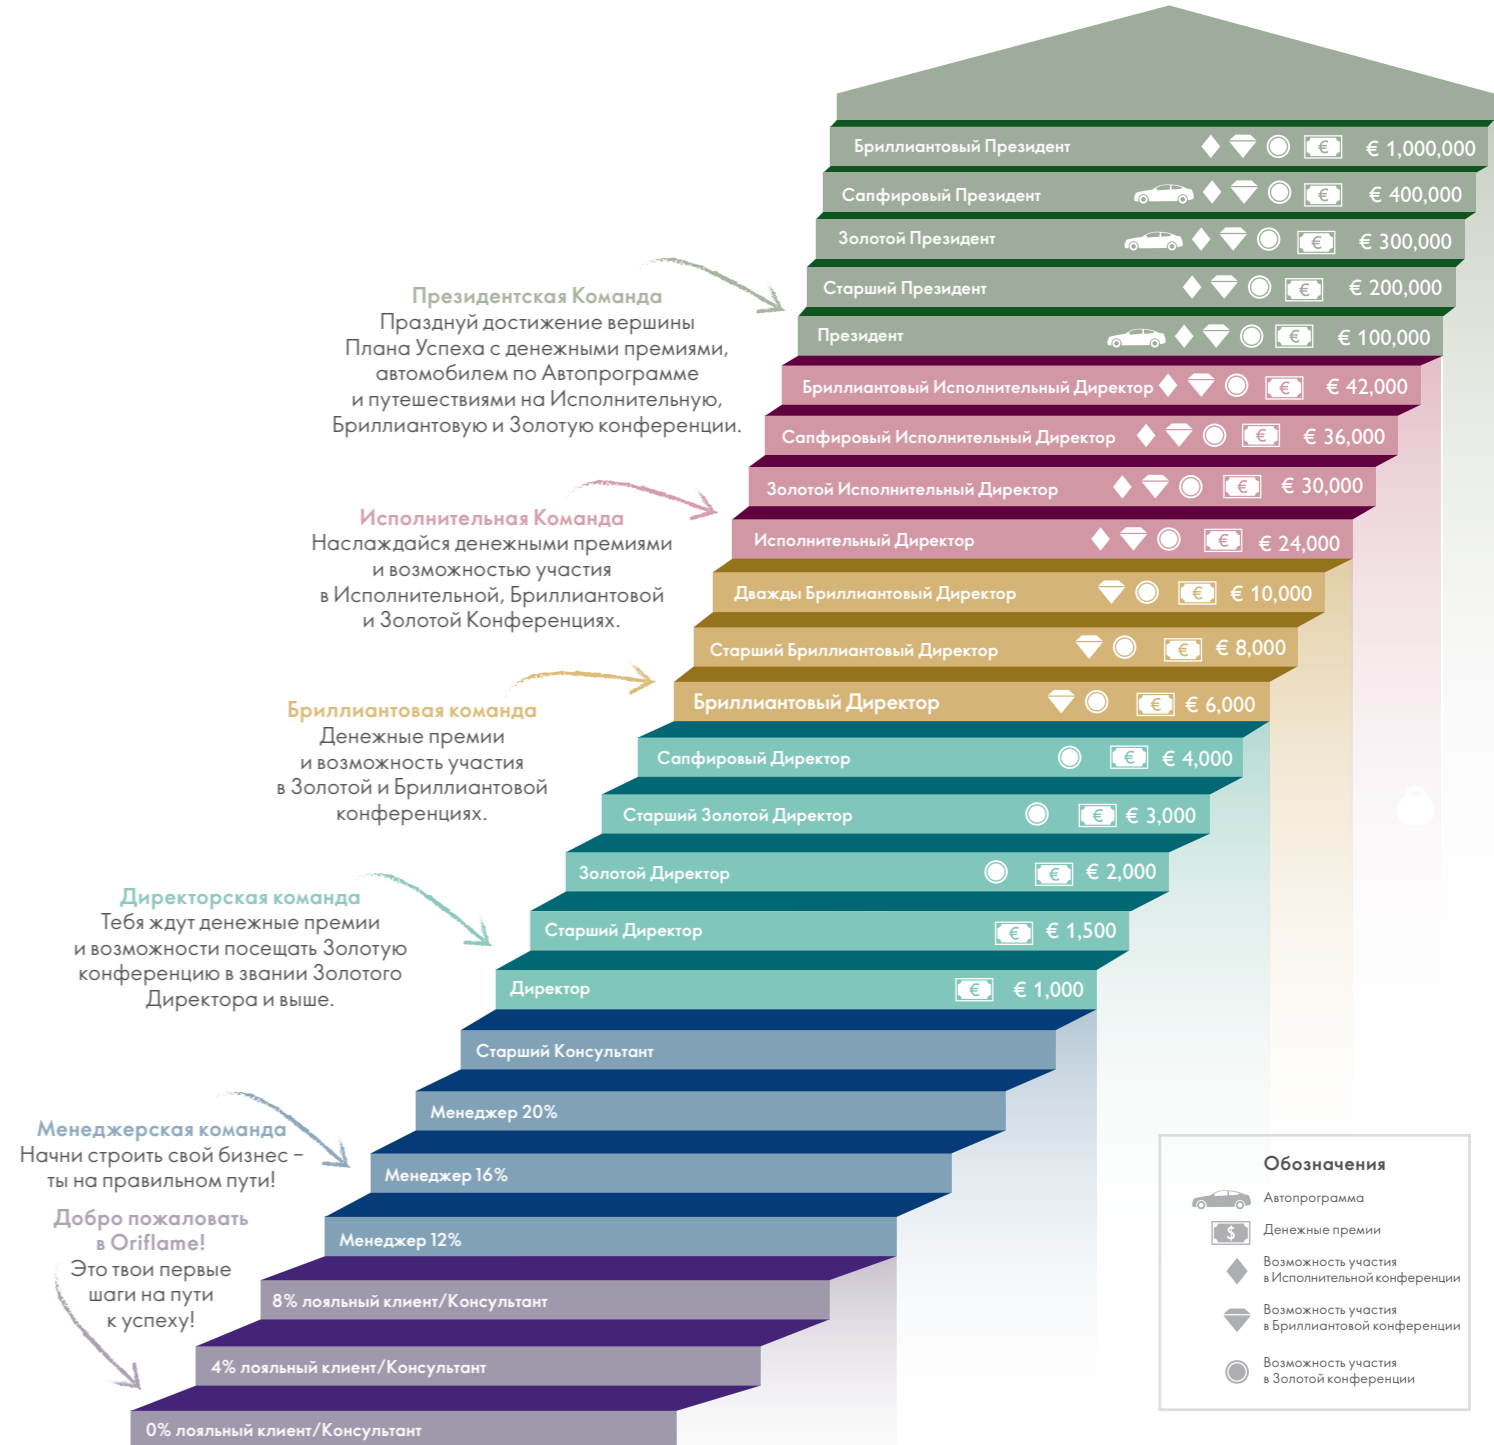 Бриллиантовый Президент € € 1,000,000
Сапфировый Президент € € 400,000
Золотой Президент € € 300,000
Старший Президент € € 200,000
Президент € € 100,000
Президентская Команда
Празднуй достижение вершины
Плана Успеха с денежными премиями,
автомобилем по Автопрограмме
и путешествиями на Исполнительную,
Бриллиантовую и Золотую конференции.
Бриллиантовый Исполнительный Директор € € 42,000
Сапфировый Исполнительный Директор € € 36,000
Золотой Исполнительный Директор € € 30,000
Исполнительный Директор € € 24,000
Исполнительная Команда
Наслаждайся денежными премиями
и возможностью участия
в Исполнительной, Бриллиантовой
и Золотой Конференциях.
Дважды Бриллиантовый Директор € € 10,000
Старший Бриллиантовый Директор € € 8,000
Бриллиантовый Директор € € 6,000
Бриллиантовая команда
Денежные премии
и возможность участия
в Золотой и Бриллиантовой
конференциях.
Сапфировый Директор € € 4,000
Старший Золотой Директор € € 3,000
Золотой Директор € € 2,000
Старший Директор € € 1,500
Директор € € 1,000
Директорская команда
Тебя ждут денежные премии
и возможности посещать Золотую
конференцию в звании Золотого
Директора и выше.
Старший Консультант
Менеджер 20%
Менеджер 16%
Менеджер 12%
Менеджерская команда
Начни строить свой бизнес –
ты на правильном пути!
Добро пожаловать
в Oriflame!
Это твои первые
шаги на пути
к успеху!
8% лояльный клиент/Консультант
4% лояльный клиент/Консультант
0% лояльный клиент/Консультант
Обозначения
Автопрограмма
$ Денежные премии
Возможность участия
в Исполнительной конференции
Возможность участия
в Бриллиантовой конференции
Возможность участия
в Золотой конференции